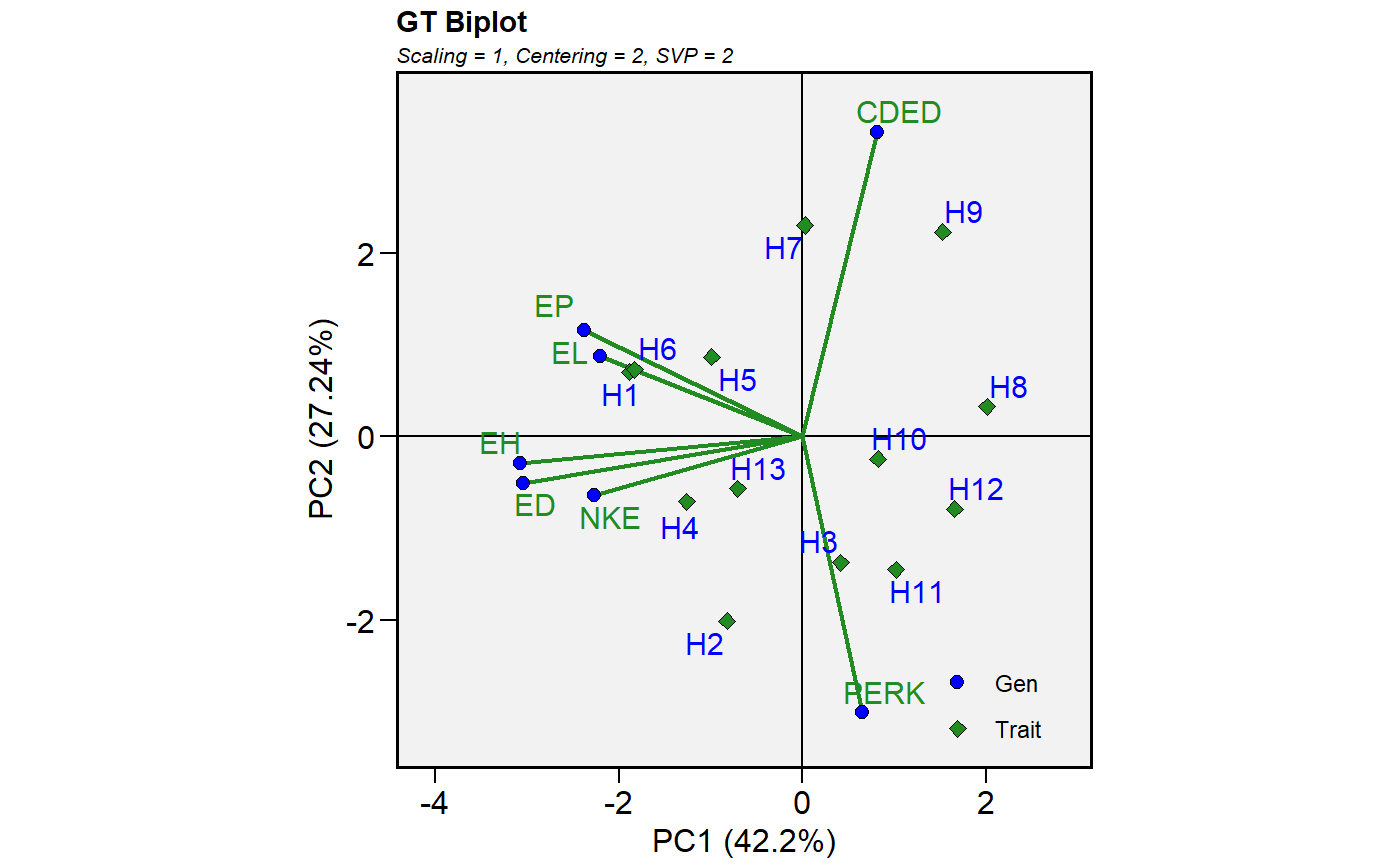 GT Biplot
Scaling = 1, Centering = 2, SVP = 2
CDED
H9
H7
2
EP
H6
EL
H5
H1
H8
0
EH
H10
H13
H12
ED
NKE
H4
H3
H11
-2
H2
PERK
Gen
Trait
-4 -2 0 2
PC1 (42.2%)
PC2 (27.24%)